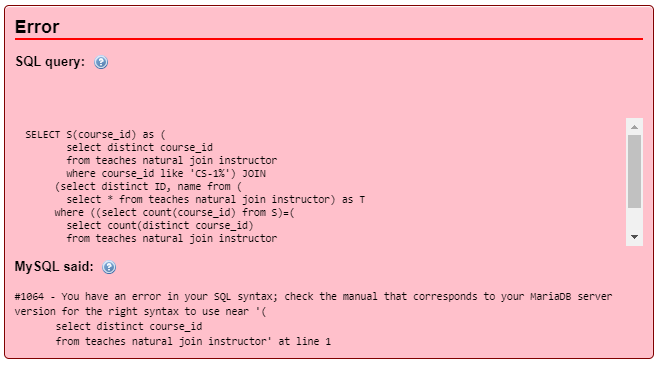 Error
SQL query:
SELECT S(course_id) as (
select distinct course_id
from teaches natural join instructor
where course_id like 'CS-1%') JOIN
(select distinct ID, name from (
select * from teaches natural join instructor) as T
where ((select count(course_id) from S)=(
select count(distinct course_id)
from teaches natural join instructor
MySQL said:
#1064 - You have an error in your SQL syntax; check the manual that corresponds to your MariaDB server
version for the right syntax to use near '(
select distinct course_id
from teaches natural join instructor' at line 1